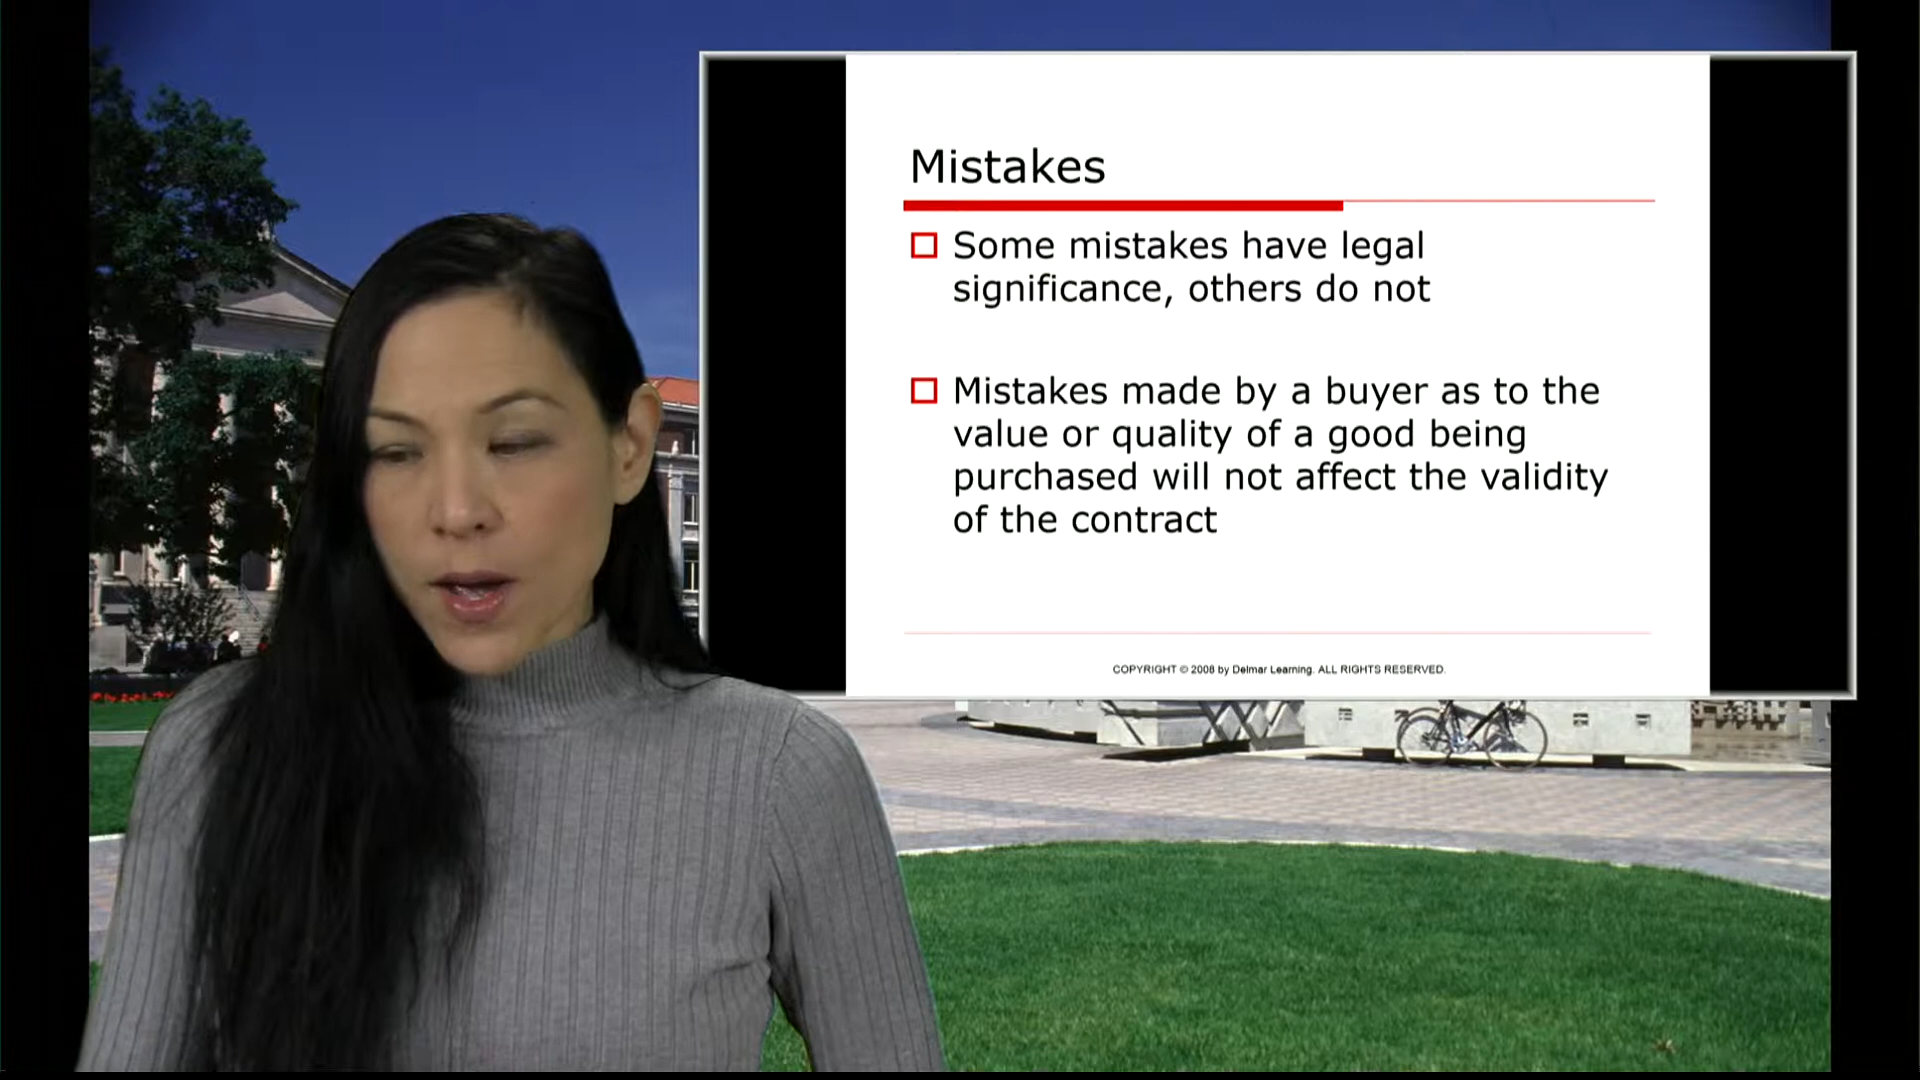 Mistakes
Some mistakes have legal
significance, others do not
Mistakes made by a buyer as to the
value or quality of a good being
purchased will not affect the validity
of the contract
COPYRIGHT © 2008 by Delmar Learning. ALL RIGHTS RESERVED.